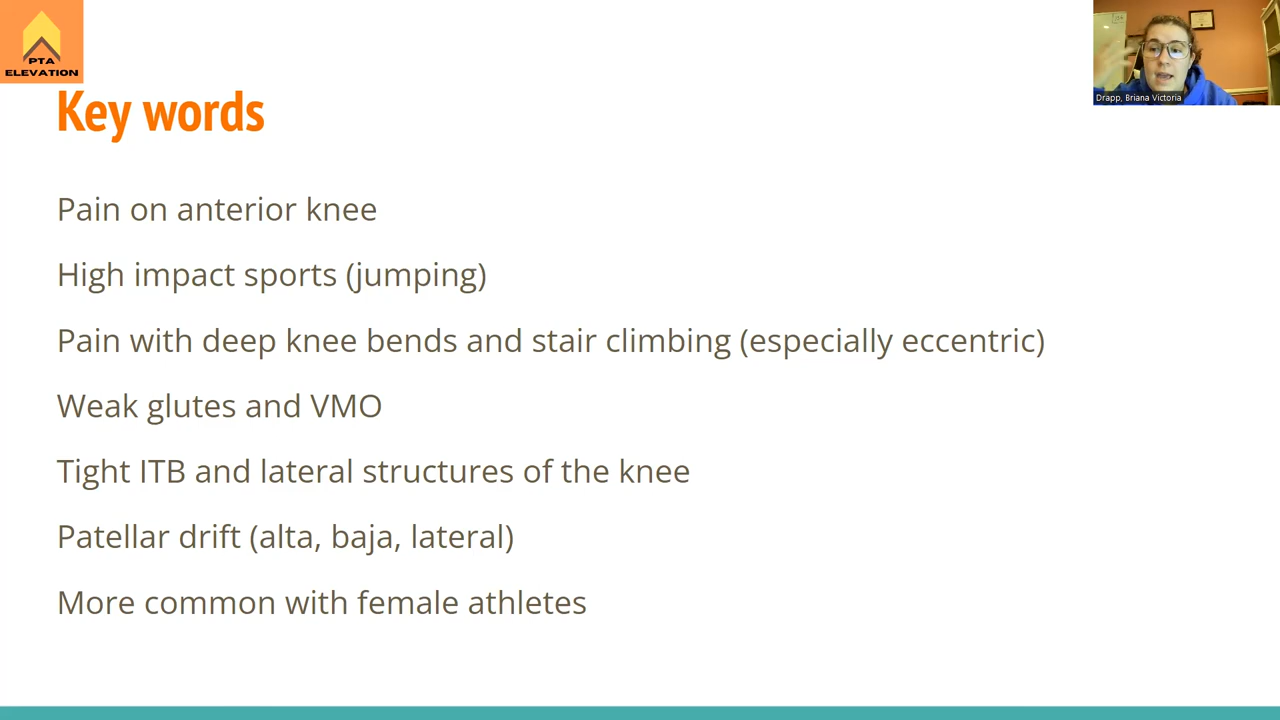 PTA
ELEVATION
Drapp, Briana Victoria
Key words
Pain on anterior knee
High impact sports (jumping)
Pain with deep knee bends and stair climbing (especially eccentric)
Weak glutes and VMO
Tight ITB and lateral structures of the knee
Patellar drift (alta, baja, lateral)
More common with female athletes